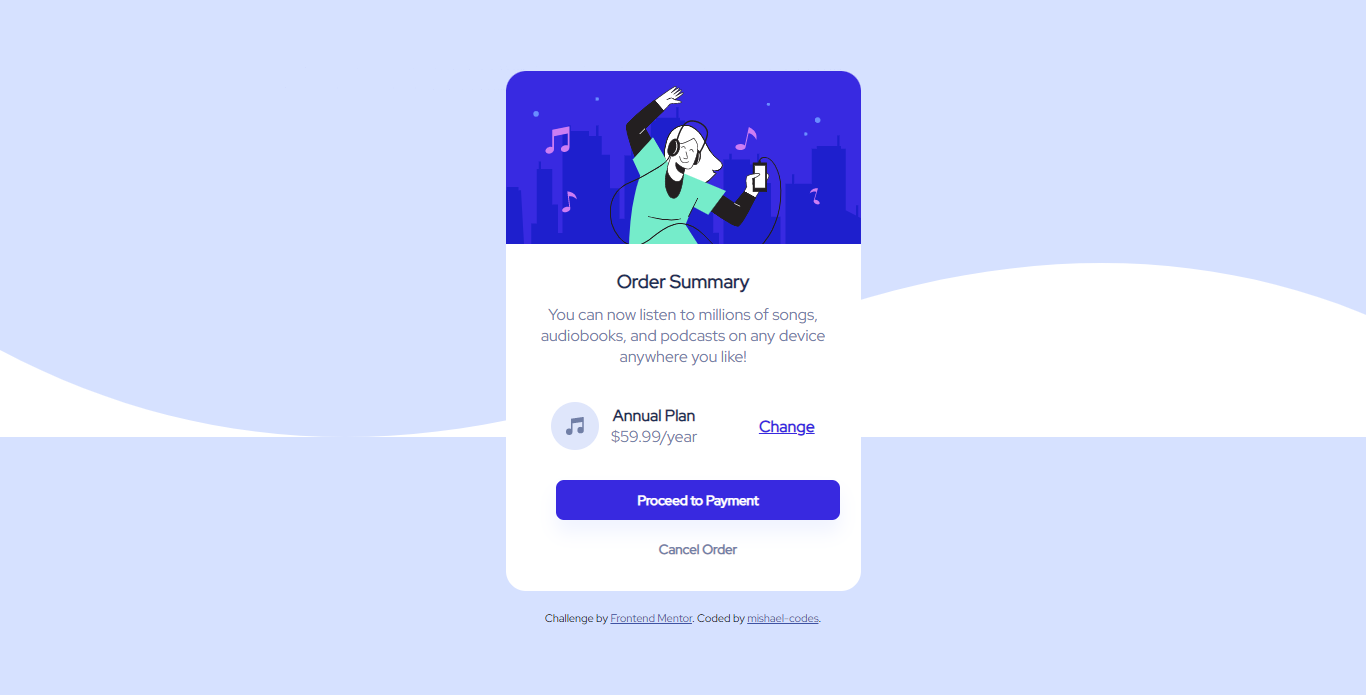 Order Summary
You can now listen to millions of songs,
audiobooks, and podcasts on any device
anywhere you like!
Annual Plan
$59.99/year
Change
Proceed to Payment
Cancel Order
Challenge by Frontend Mentor. Coded by mishael-codes.